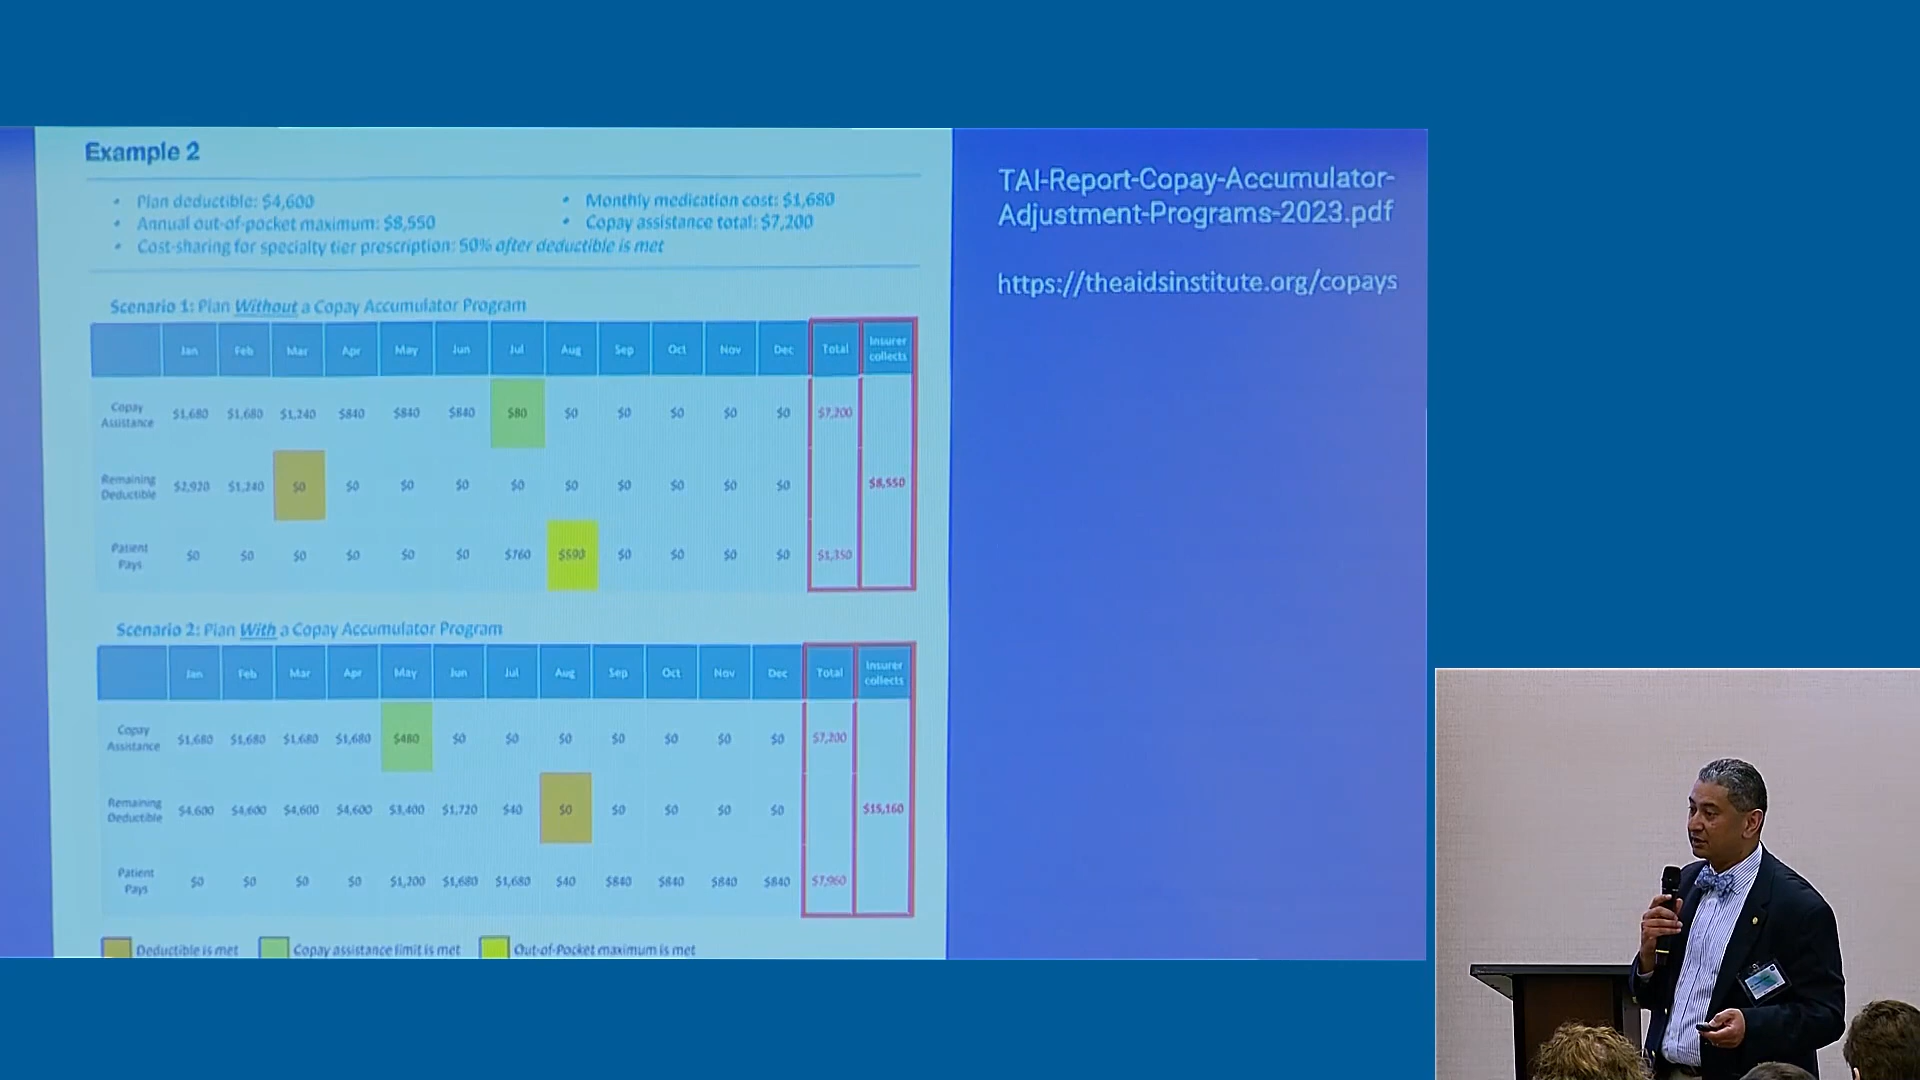 Example 2
• Plan deductible: $4,600
• Annual out-of-pocket maximum: $8,550
• Cost-sharing for specialty tier prescription: 50% after deductible is met
• Monthly medication cost: $1,680
• Copay assistance total: $7,200
Scenario 1: Plan Without a Copay Accumulator Program
Jan Feb Mar Apr May Jun Jul Aug Sep Oct Nov Dec Total Insurer collects
Copay Assistance $1,680 $1,680 $1,240 $840 $840 $840 $80 $0 $0 $0 $0 $0 $7,200
Remaining Deductible $2,920 $1,240 $0 $0 $0 $0 $0 $0 $0 $0 $0 $0 $8,550
Patient Pays $0 $0 $0 $0 $0 $0 $760 $590 $0 $0 $0 $0 $1,350
Scenario 2: Plan With a Copay Accumulator Program
Jan Feb Mar Apr May Jun Jul Aug Sep Oct Nov Dec Total Insurer collects
Copay Assistance $1,680 $1,680 $1,680 $1,680 $480 $0 $0 $0 $0 $0 $0 $0 $7,200
Remaining Deductible $4,600 $4,600 $4,600 $4,600 $3,400 $1,720 $40 $0 $0 $0 $0 $0 $15,160
Patient Pays $0 $0 $0 $0 $1,200 $1,680 $1,680 $40 $840 $840 $840 $840 $7,960
Deductible is met Copay assistance limit is met Out-of-Pocket maximum is met
TAI-Report-Copay-Accumulator-
Adjustment-Programs-2023.pdf
https://theaidsinstitute.org/copays